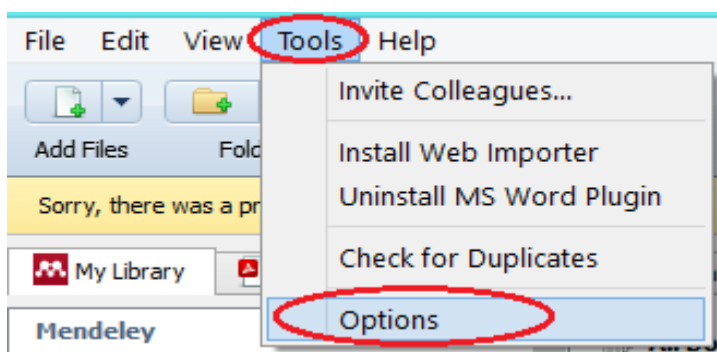 File Edit View Tools Help
Invite Colleagues...
Add Files
Install Web Importer
Sorry, there was a
Uninstall MS Word Plugin
My Library
Check for Duplicates
Mendeley
Options